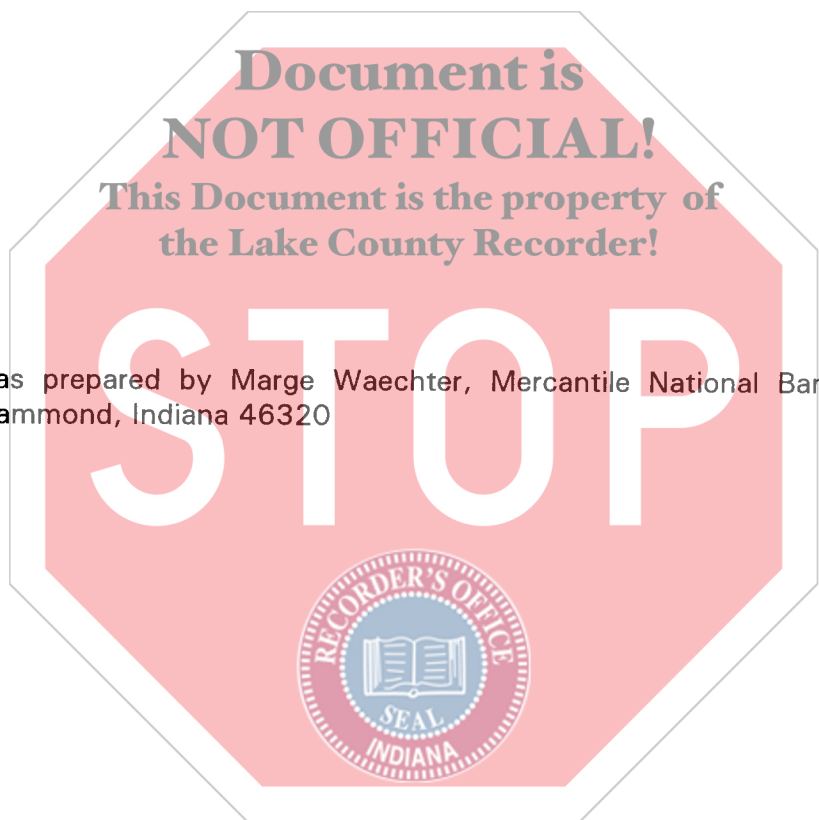 Document is
NOT OFFICIAL!
This Document is the property of
the Lake County Recorder!
STOP
as prepared by Marge Waechter, Mercantile National Bar
ammond, Indiana 46320
RECORDER'S OFFICE
SEAL
INDIANA